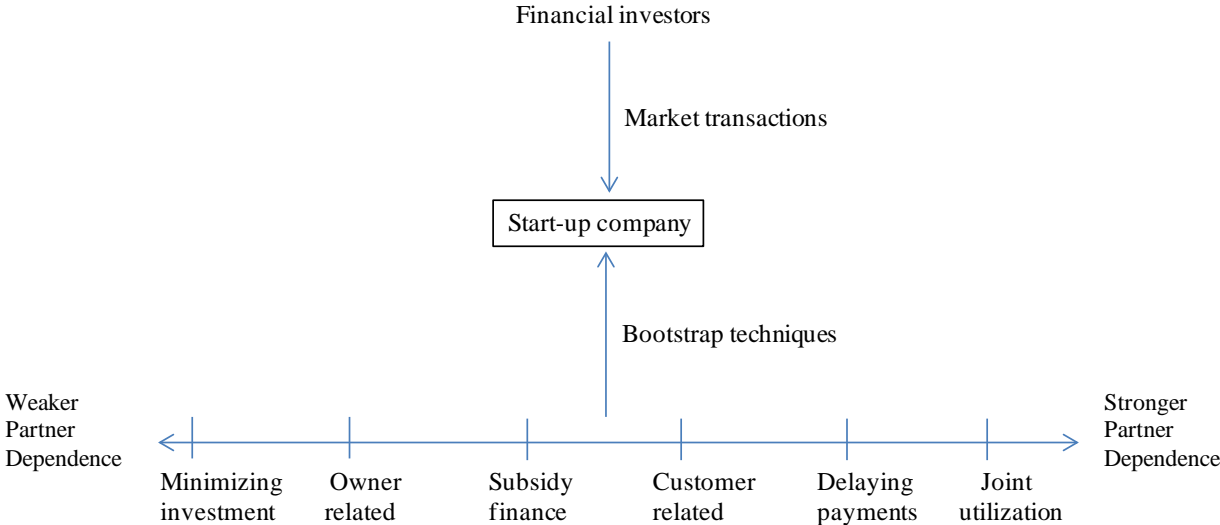 Financial investors
Market transactions
Start-up company
Bootstrap techniques
Weaker
Partner
Dependence
Stronger
Partner
Dependence
Minimizing
investment
Owner
related
Subsidy
finance
Customer
related
Delaying
payments
Joint
utilization